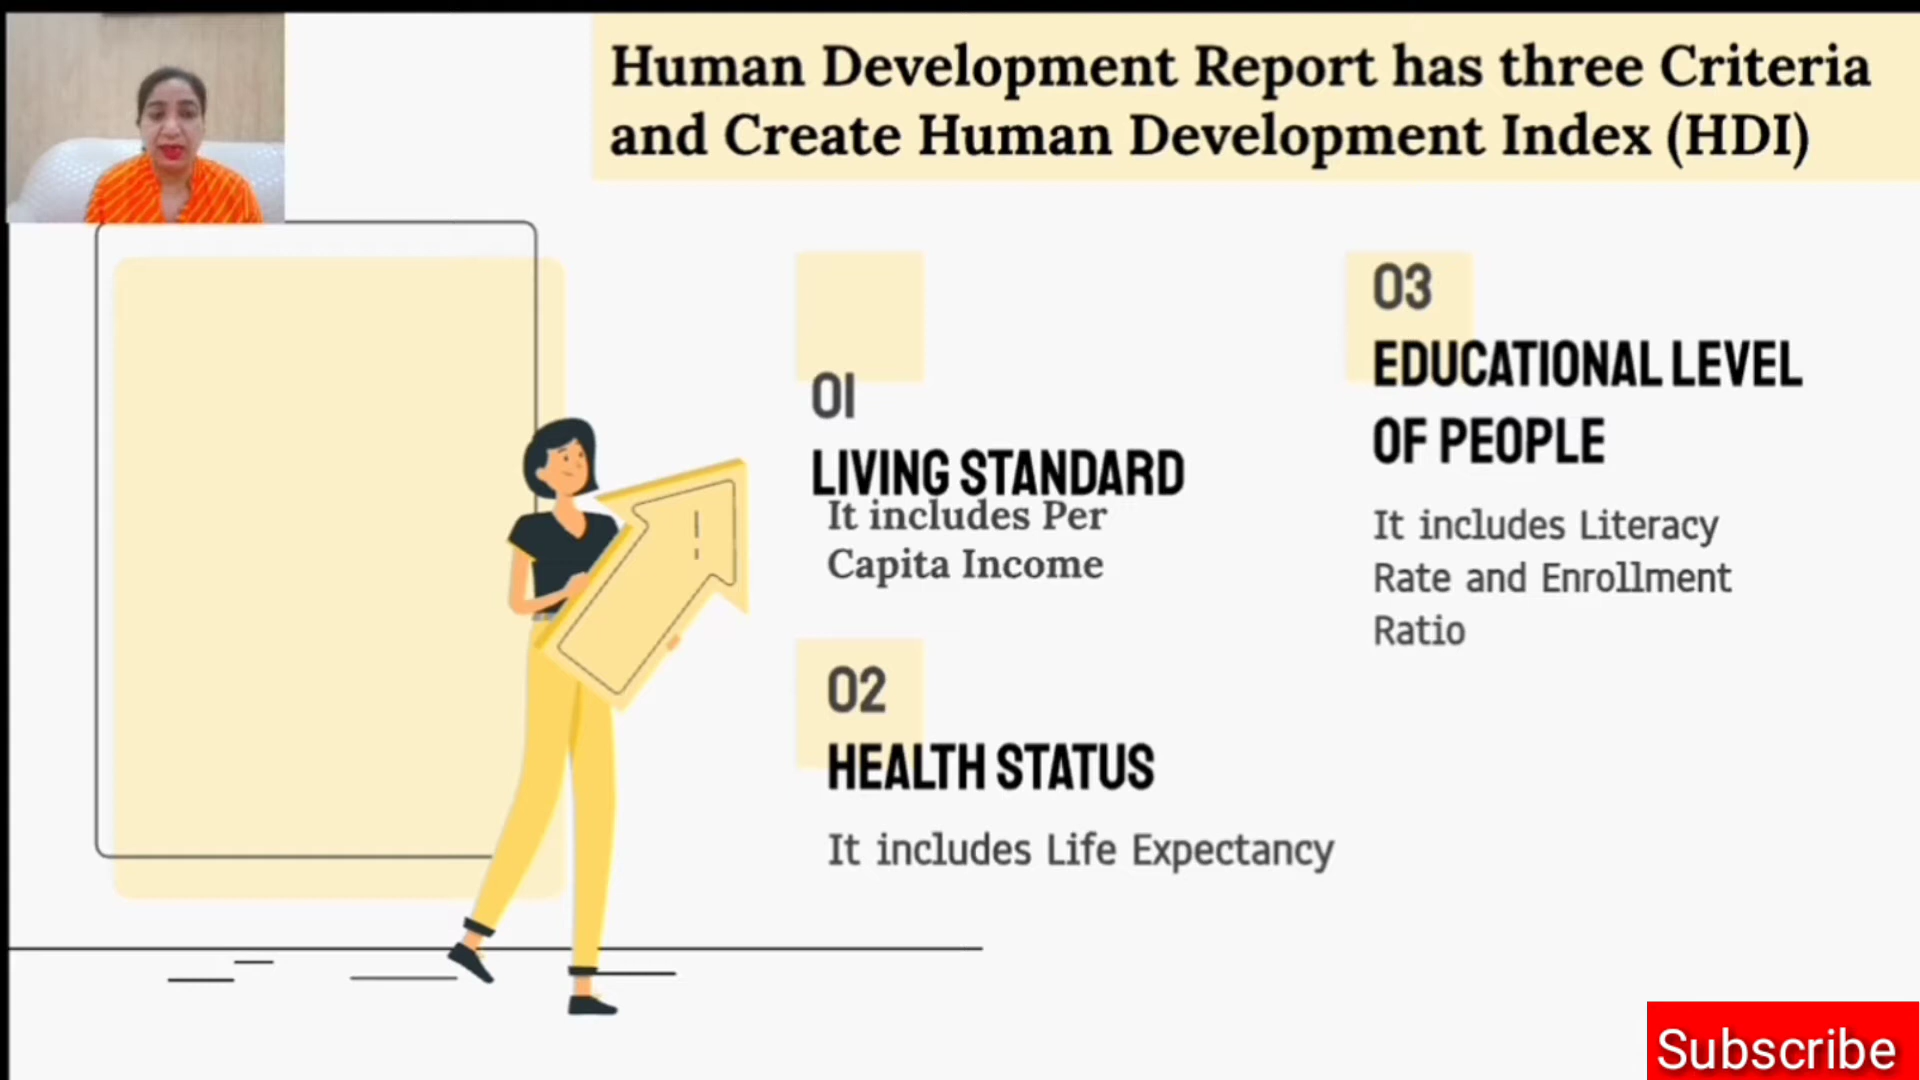 Human Development Report has three Criteria
and Create Human Development Index (HDI)
01
LIVING STANDARD
It includes Per
Capita Income
02
HEALTH STATUS
It includes Life Expectancy
03
EDUCATIONAL LEVEL
OF PEOPLE
It includes Literacy
Rate and Enrollment
Ratio
Subscribe